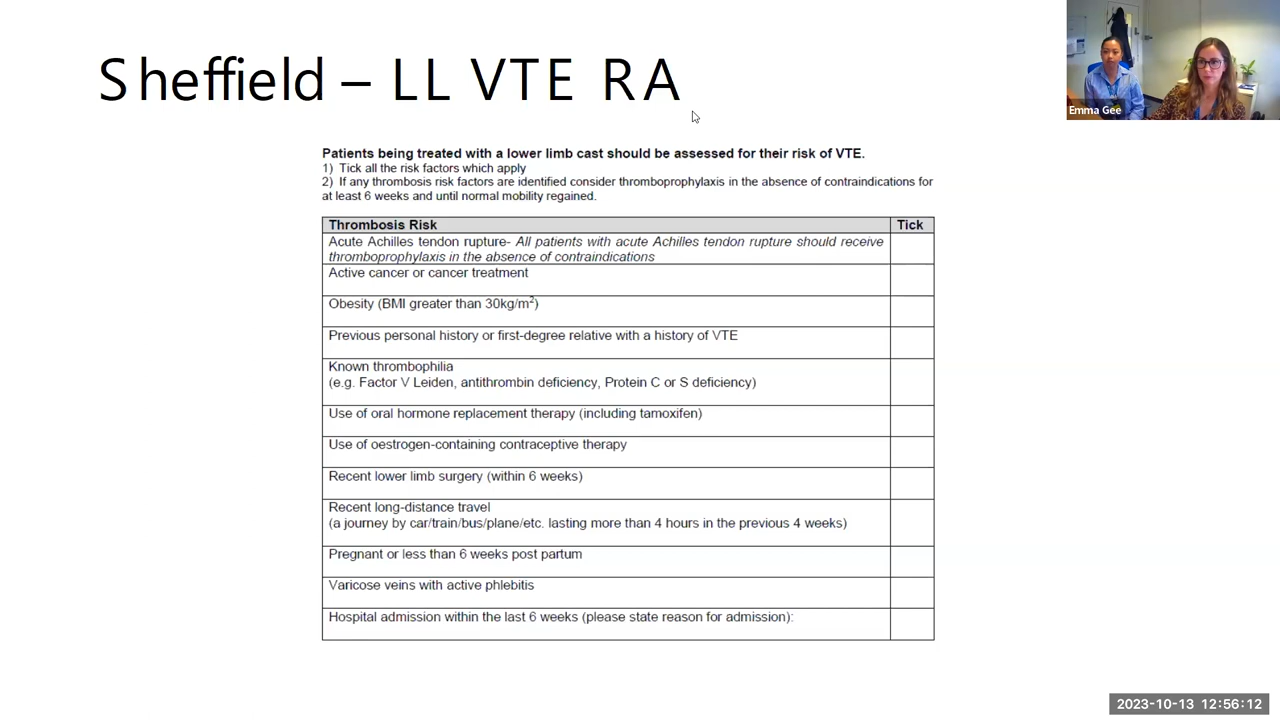 Sheffield – LL VTE RA
Emma Gee
Patients being treated with a lower limb cast should be assessed for their risk of VTE.
1) Tick all the risk factors which apply
2) If any thrombosis risk factors are identified consider thromboprophylaxis in the absence of contraindications for
at least 6 weeks and until normal mobility regained.
Thrombosis Risk Tick
Acute Achilles tendon rupture- All patients with acute Achilles tendon rupture should receive
thromboprophylaxis in the absence of contraindications
Active cancer or cancer treatment
Obesity (BMI greater than 30kg/m²)
Previous personal history or first-degree relative with a history of VTE
Known thrombophilia
(e.g. Factor V Leiden, antithrombin deficiency, Protein C or S deficiency)
Use of oral hormone replacement therapy (including tamoxifen)
Use of oestrogen-containing contraceptive therapy
Recent lower limb surgery (within 6 weeks)
Recent long-distance travel
(a journey by car/train/bus/plane/etc. lasting more than 4 hours in the previous 4 weeks)
Pregnant or less than 6 weeks post partum
Varicose veins with active phlebitis
Hospital admission within the last 6 weeks (please state reason for admission):
2023-10-13 12:56:12